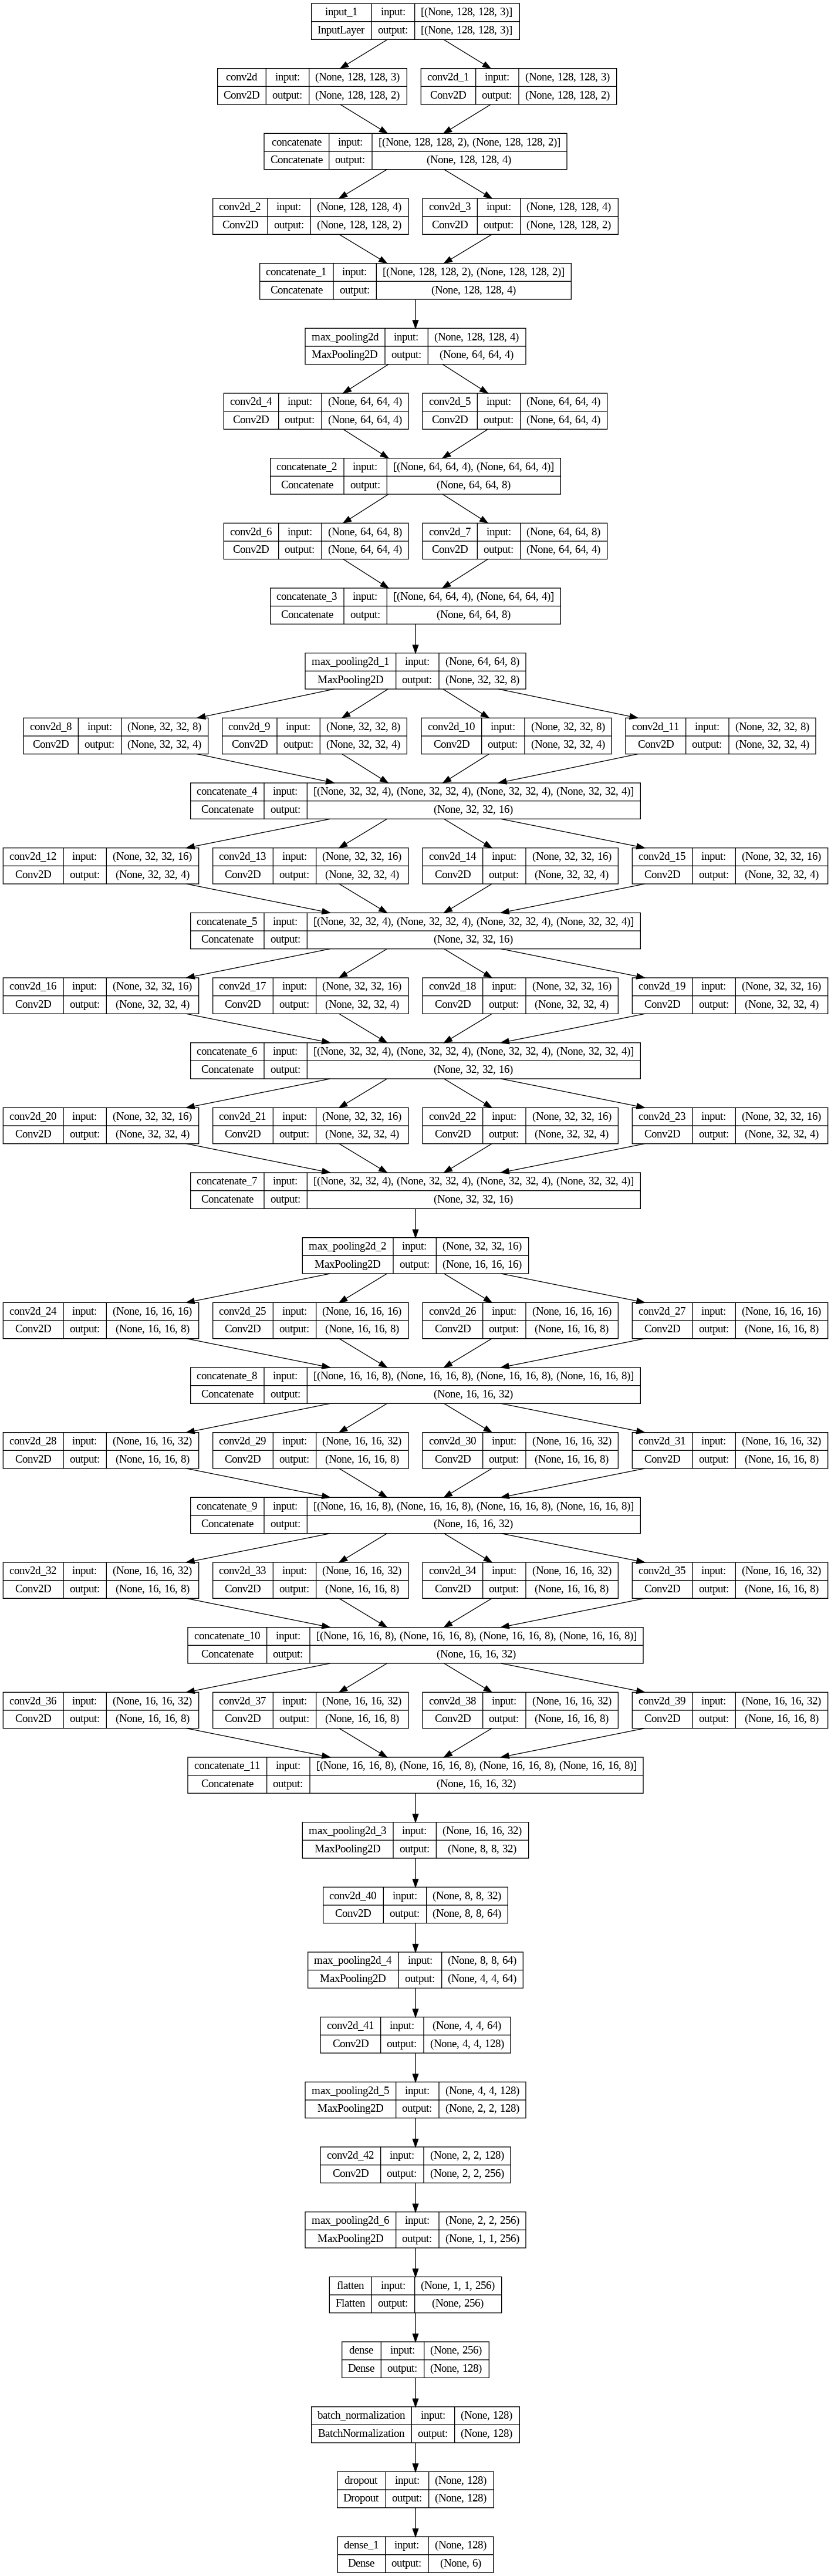 input_1 input: [(None, 128, 128, 3)]
InputLayer output: [(None, 128, 128, 3)]
conv2d input: (None, 128, 128, 3) conv2d_1 input: (None, 128, 128, 3)
Conv2D output: (None, 128, 128, 2) Conv2D output: (None, 128, 128, 2)
concatenate input: [(None, 128, 128, 2), (None, 128, 128, 2)]
Concatenate output: (None, 128, 128, 4)
conv2d_2 input: (None, 128, 128, 4) conv2d_3 input: (None, 128, 128, 4)
Conv2D output: (None, 128, 128, 2) Conv2D output: (None, 128, 128, 2)
concatenate_1 input: [(None, 128, 128, 2), (None, 128, 128, 2)]
Concatenate output: (None, 128, 128, 4)
max_pooling2d input: (None, 128, 128, 4)
MaxPooling2D output: (None, 64, 64, 4)
conv2d_4 input: (None, 64, 64, 4) conv2d_5 input: (None, 64, 64, 4)
Conv2D output: (None, 64, 64, 4) Conv2D output: (None, 64, 64, 4)
concatenate_2 input: [(None, 64, 64, 4), (None, 64, 64, 4)]
Concatenate output: (None, 64, 64, 8)
conv2d_6 input: (None, 64, 64, 8) conv2d_7 input: (None, 64, 64, 8)
Conv2D output: (None, 64, 64, 4) Conv2D output: (None, 64, 64, 4)
concatenate_3 input: [(None, 64, 64, 4), (None, 64, 64, 4)]
Concatenate output: (None, 64, 64, 8)
max_pooling2d_1 input: (None, 64, 64, 8)
MaxPooling2D output: (None, 32, 32, 8)
conv2d_8 input: (None, 32, 32, 8) conv2d_9 input: (None, 32, 32, 8) conv2d_10 input: (None, 32, 32, 8) conv2d_11 input: (None, 32, 32, 8)
Conv2D output: (None, 32, 32, 4) Conv2D output: (None, 32, 32, 4) Conv2D output: (None, 32, 32, 4) Conv2D output: (None, 32, 32, 4)
concatenate_4 input: [(None, 32, 32, 4), (None, 32, 32, 4), (None, 32, 32, 4), (None, 32, 32, 4)]
Concatenate output: (None, 32, 32, 16)
conv2d_12 input: (None, 32, 32, 16) conv2d_13 input: (None, 32, 32, 16) conv2d_14 input: (None, 32, 32, 16) conv2d_15 input: (None, 32, 32, 16)
Conv2D output: (None, 32, 32, 4) Conv2D output: (None, 32, 32, 4) Conv2D output: (None, 32, 32, 4) Conv2D output: (None, 32, 32, 4)
concatenate_5 input: [(None, 32, 32, 4), (None, 32, 32, 4), (None, 32, 32, 4), (None, 32, 32, 4)]
Concatenate output: (None, 32, 32, 16)
conv2d_16 input: (None, 32, 32, 16) conv2d_17 input: (None, 32, 32, 16) conv2d_18 input: (None, 32, 32, 16) conv2d_19 input: (None, 32, 32, 16)
Conv2D output: (None, 32, 32, 4) Conv2D output: (None, 32, 32, 4) Conv2D output: (None, 32, 32, 4) Conv2D output: (None, 32, 32, 4)
concatenate_6 input: [(None, 32, 32, 4), (None, 32, 32, 4), (None, 32, 32, 4), (None, 32, 32, 4)]
Concatenate output: (None, 32, 32, 16)
conv2d_20 input: (None, 32, 32, 16) conv2d_21 input: (None, 32, 32, 16) conv2d_22 input: (None, 32, 32, 16) conv2d_23 input: (None, 32, 32, 16)
Conv2D output: (None, 32, 32, 4) Conv2D output: (None, 32, 32, 4) Conv2D output: (None, 32, 32, 4) Conv2D output: (None, 32, 32, 4)
concatenate_7 input: [(None, 32, 32, 4), (None, 32, 32, 4), (None, 32, 32, 4), (None, 32, 32, 4)]
Concatenate output: (None, 32, 32, 16)
max_pooling2d_2 input: (None, 32, 32, 16)
MaxPooling2D output: (None, 16, 16, 16)
conv2d_24 input: (None, 16, 16, 16) conv2d_25 input: (None, 16, 16, 16) conv2d_26 input: (None, 16, 16, 16) conv2d_27 input: (None, 16, 16, 16)
Conv2D output: (None, 16, 16, 8) Conv2D output: (None, 16, 16, 8) Conv2D output: (None, 16, 16, 8) Conv2D output: (None, 16, 16, 8)
concatenate_8 input: [(None, 16, 16, 8), (None, 16, 16, 8), (None, 16, 16, 8), (None, 16, 16, 8)]
Concatenate output: (None, 16, 16, 32)
conv2d_28 input: (None, 16, 16, 32) conv2d_29 input: (None, 16, 16, 32) conv2d_30 input: (None, 16, 16, 32) conv2d_31 input: (None, 16, 16, 32)
Conv2D output: (None, 16, 16, 8) Conv2D output: (None, 16, 16, 8) Conv2D output: (None, 16, 16, 8) Conv2D output: (None, 16, 16, 8)
concatenate_9 input: [(None, 16, 16, 8), (None, 16, 16, 8), (None, 16, 16, 8), (None, 16, 16, 8)]
Concatenate output: (None, 16, 16, 32)
conv2d_32 input: (None, 16, 16, 32) conv2d_33 input: (None, 16, 16, 32) conv2d_34 input: (None, 16, 16, 32) conv2d_35 input: (None, 16, 16, 32)
Conv2D output: (None, 16, 16, 8) Conv2D output: (None, 16, 16, 8) Conv2D output: (None, 16, 16, 8) Conv2D output: (None, 16, 16, 8)
concatenate_10 input: [(None, 16, 16, 8), (None, 16, 16, 8), (None, 16, 16, 8), (None, 16, 16, 8)]
Concatenate output: (None, 16, 16, 32)
conv2d_36 input: (None, 16, 16, 32) conv2d_37 input: (None, 16, 16, 32) conv2d_38 input: (None, 16, 16, 32) conv2d_39 input: (None, 16, 16, 32)
Conv2D output: (None, 16, 16, 8) Conv2D output: (None, 16, 16, 8) Conv2D output: (None, 16, 16, 8) Conv2D output: (None, 16, 16, 8)
concatenate_11 input: [(None, 16, 16, 8), (None, 16, 16, 8), (None, 16, 16, 8), (None, 16, 16, 8)]
Concatenate output: (None, 16, 16, 32)
max_pooling2d_3 input: (None, 16, 16, 32)
MaxPooling2D output: (None, 8, 8, 32)
conv2d_40 input: (None, 8, 8, 32)
Conv2D output: (None, 8, 8, 64)
max_pooling2d_4 input: (None, 8, 8, 64)
MaxPooling2D output: (None, 4, 4, 64)
conv2d_41 input: (None, 4, 4, 64)
Conv2D output: (None, 4, 4, 128)
max_pooling2d_5 input: (None, 4, 4, 128)
MaxPooling2D output: (None, 2, 2, 128)
conv2d_42 input: (None, 2, 2, 128)
Conv2D output: (None, 2, 2, 256)
max_pooling2d_6 input: (None, 2, 2, 256)
MaxPooling2D output: (None, 1, 1, 256)
flatten input: (None, 1, 1, 256)
Flatten output: (None, 256)
dense input: (None, 256)
Dense output: (None, 128)
batch_normalization input: (None, 128)
BatchNormalization output: (None, 128)
dropout input: (None, 128)
Dropout output: (None, 128)
dense_1 input: (None, 128)
Dense output: (None, 6)